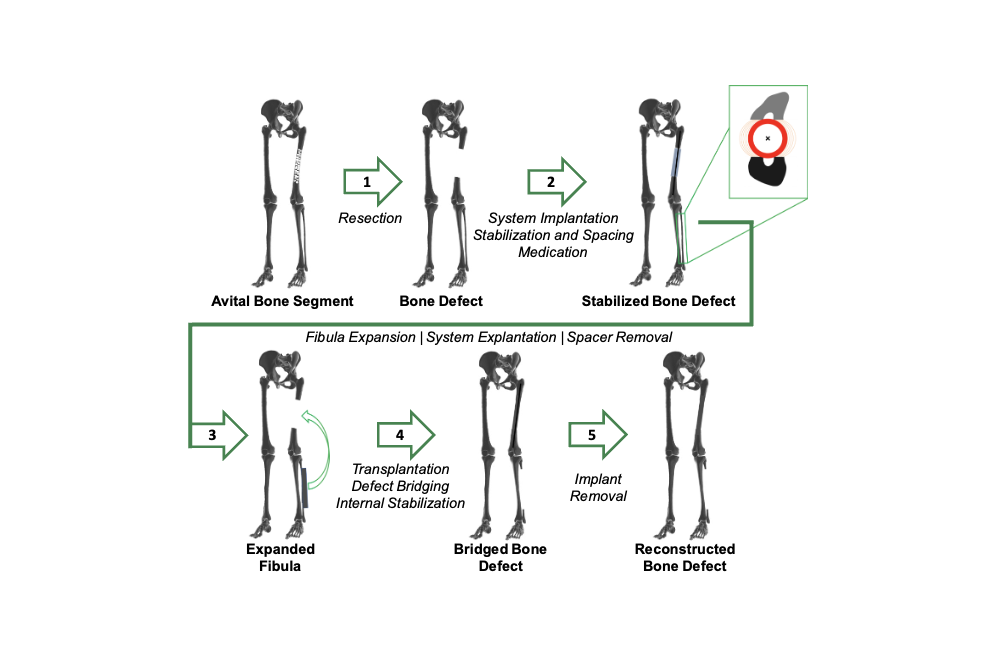 1
Resection
2
System Implantation
Stabilization and Spacing
Medication
×
Avital Bone Segment
Bone Defect
Stabilized Bone Defect
Fibula Expansion | System Explantation | Spacer Removal
3
4
Transplantation
Defect Bridging
Internal Stabilization
5
Implant
Removal
Expanded
Fibula
Bridged Bone
Defect
Reconstructed
Bone Defect